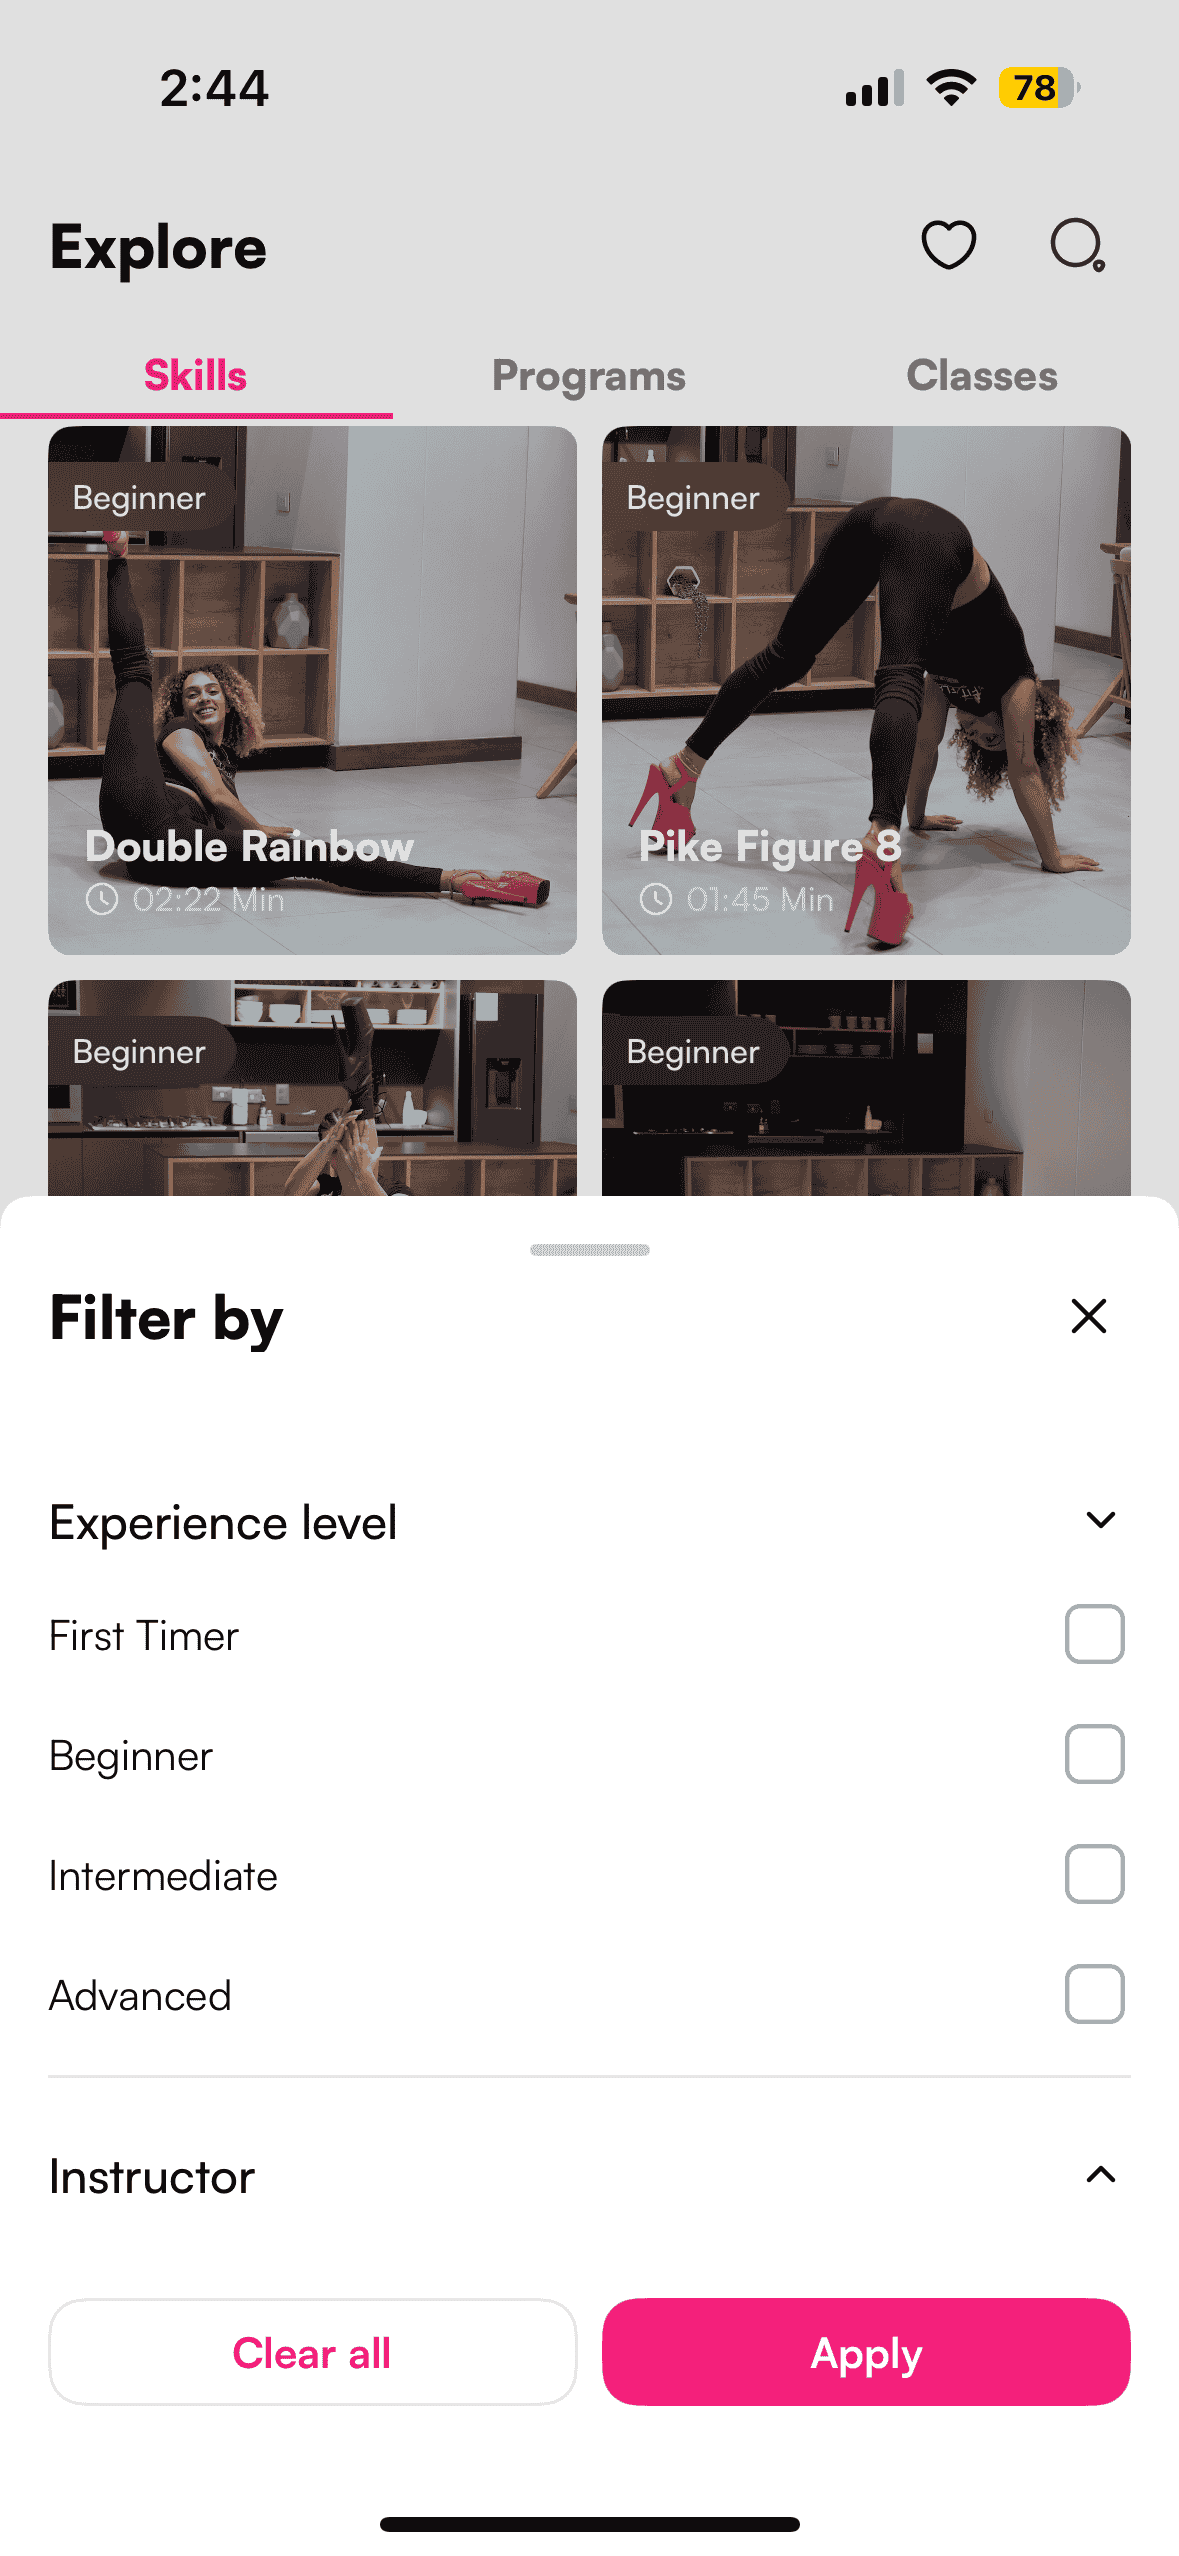 2:44
78
Explore
Skills
Programs
Classes
Beginner
Beginner
Double Rainbow
02:22 Min
Pike Figure 8
01:45 Min
Beginner
Beginner
Filter by
Experience level
First Timer
Beginner
Intermediate
Advanced
Instructor
Clear all
Apply